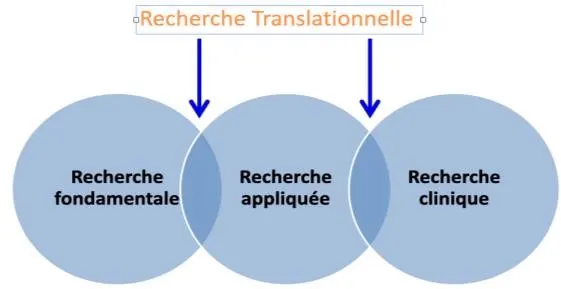 Recherche Translationnelle
Recherche
fondamentale
Recherche
appliquée
Recherche
clinique